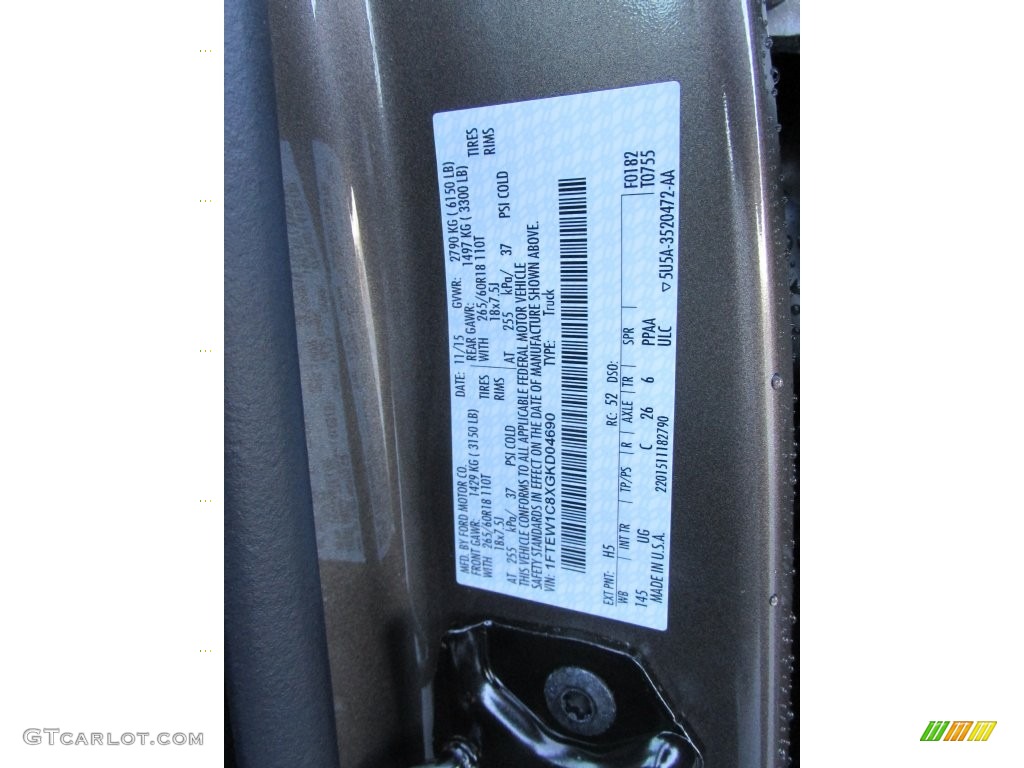 MFD. BY FORD MOTOR CO.
DATE: 11/15 GVWR: 2790 KG ( 6150 LB)
FRONT GAWR: 1429 KG ( 3150 LB) REAR GAWR: 1497 KG ( 3300 LB)
WITH 265/60R18 110T TIRES WITH 265/60R18 110T TIRES
18x7.5J RIMS 18x7.5J RIMS
AT 255 kPa/ 37 PSI COLD AT 255 kPa/ 37 PSI COLD
THIS VEHICLE CONFORMS TO ALL APPLICABLE FEDERAL MOTOR VEHICLE
SAFETY STANDARDS IN EFFECT ON THE DATE OF MANUFACTURE SHOWN ABOVE.
VIN: 1FTEW1C8XGKD04690 TYPE: Truck
EXT PNT: H5 RC: 52 DSO: F0182
WB INT TR TP/PS R AXLE TR SPR T0755
145 UG C 26 6 PPAA
MADE IN U.S.A. 2201511182790 ULC ▽5U5A-3520472-AA
GTCARLOT.COM